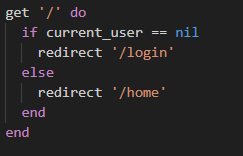 get '/' do
  if current_user == nil
    redirect '/login'
  else
    redirect '/home'
  end
end